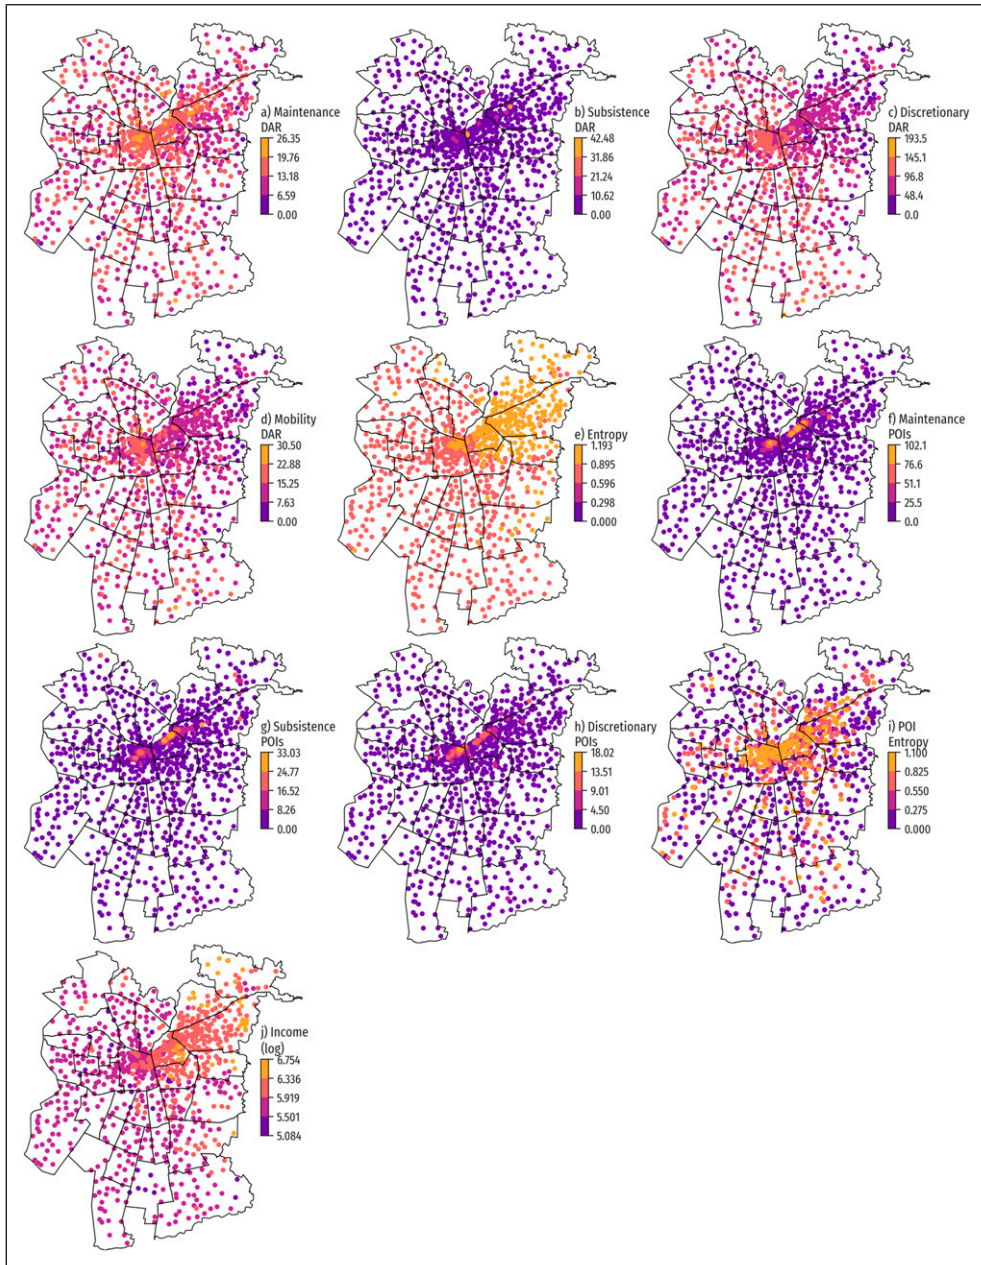 a) Maintenance
DAR
26.35
19.76
13.18
6.59
0.00
b) Subsistence
DAR
42.48
31.86
21.24
10.62
0.00
c) Discretionary
DAR
193.5
145.1
96.8
48.4
0.0
d) Mobility
DAR
30.50
22.88
15.25
7.63
0.00
e) Entropy
1.193
0.895
0.596
0.298
0.000
f) Maintenance
POIs
102.1
76.6
51.1
25.5
0.0
g) Subsistence
POIs
33.03
24.77
16.52
8.26
0.00
h) Discretionary
POIs
18.02
13.51
9.01
4.50
0.00
i) POI
Entropy
1.100
0.825
0.550
0.275
0.000
j) Income
(log)
6.754
6.336
5.919
5.501
5.084